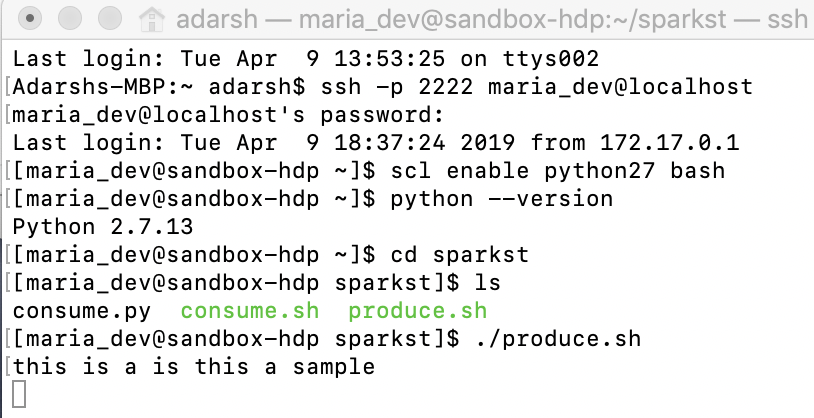 adarsh — maria_dev@sandbox-hdp:~/sparkst — ssh
Last login: Tue Apr  9 13:53:25 on ttys002
[Adarshs-MBP:~ adarsh$ ssh -p 2222 maria_dev@localhost
[maria_dev@localhost's password:
Last login: Tue Apr  9 18:37:24 2019 from 172.17.0.1
[[maria_dev@sandbox-hdp ~]$ scl enable python27 bash
[[maria_dev@sandbox-hdp ~]$ python --version
Python 2.7.13
[[maria_dev@sandbox-hdp ~]$ cd sparkst
[[maria_dev@sandbox-hdp sparkst]$ ls
consume.py  consume.sh  produce.sh
[[maria_dev@sandbox-hdp sparkst]$ ./produce.sh
[this is a is this a sample